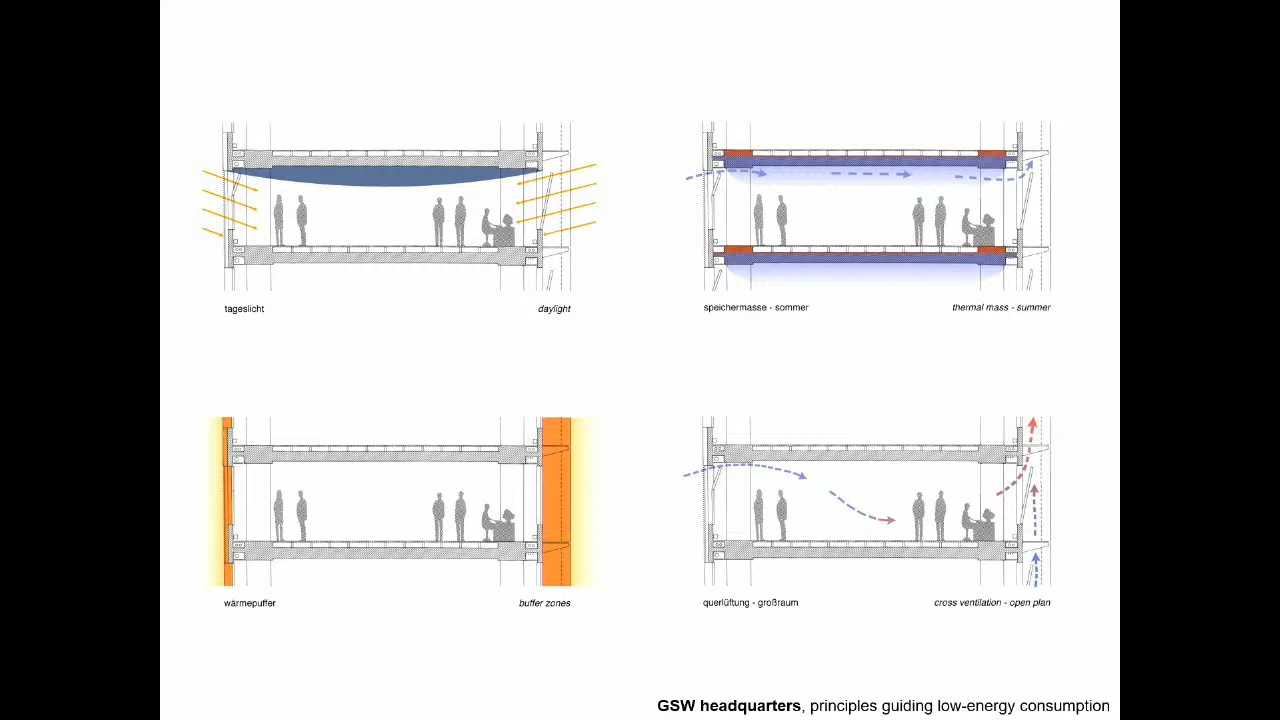 tageslicht
daylight
speichermasse - sommer
thermal mass - summer
wärmepuffer
buffer zones
querlüftung - großraum
cross ventilation - open plan
GSW headquarters, principles guiding low-energy consumption